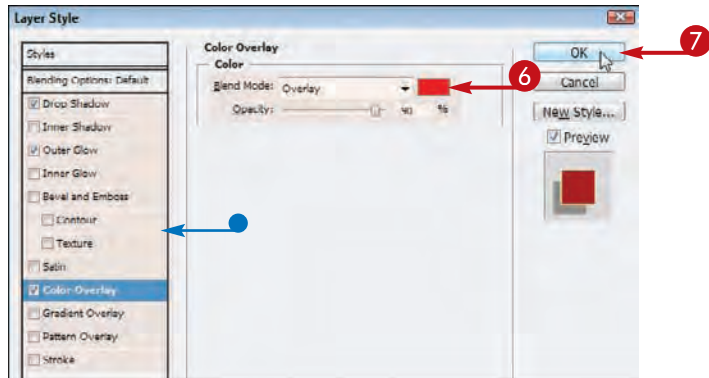 Layer Style
Styles
Blending Options: Default
Drop Shadow
Inner Shadow
Outer Glow
Inner Glow
Bevel and Emboss
Contour
Texture
Satin
Color Overlay
Gradient Overlay
Pattern Overlay
Stroke
Color Overlay
Color
Blend Mode: Overlay
Opacity: 90 %
6
OK
7
Cancel
New Style...
Preview